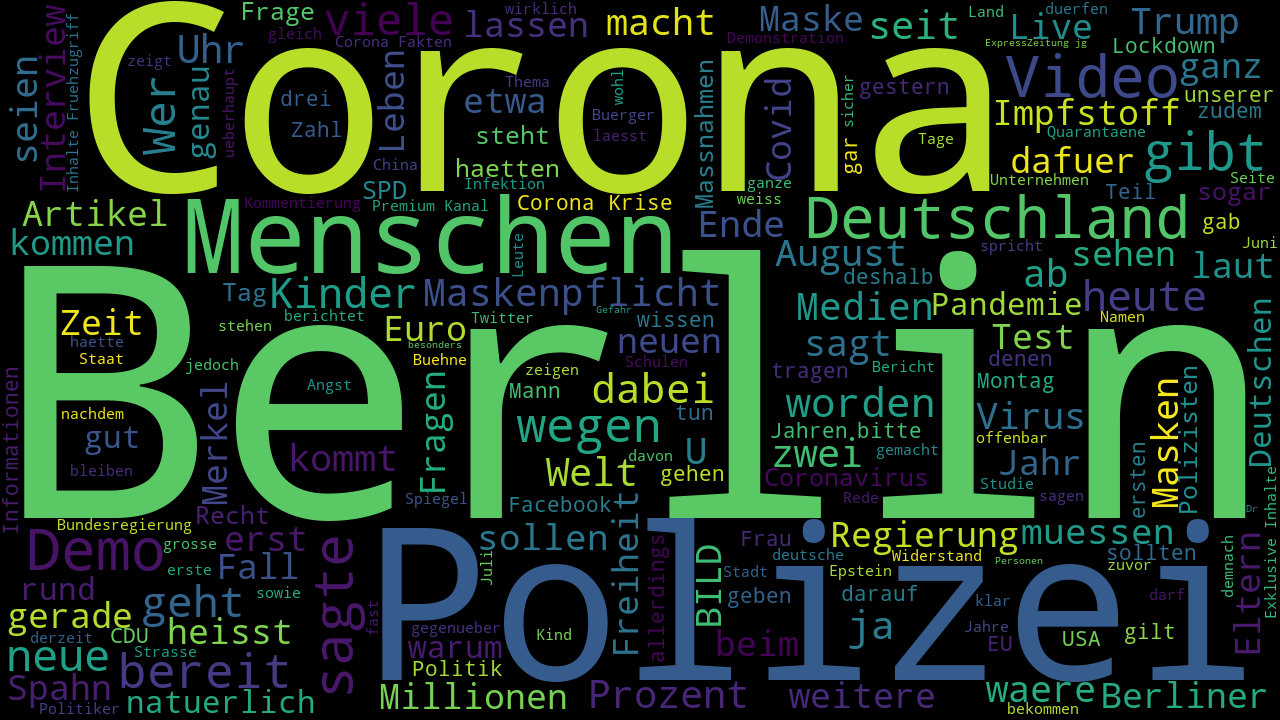 Corona
Berlin
Polizei
Menschen
Deutschland
Video
Demo
sagte
Frage
viele
lassen
wirklich
macht
Maske
seit
Land
duerfen
Live
Trump
gleich
Corona Fakten
Demonstration
ExpressZeitung jg
Lockdown
Interview
Inhalte Fruehzugriff
Uhr
zeigt
seien
Wer
genau
ueberhaupt
drei
Zahl
Leben
etwa
Thema
wohl
Buerger
laesst
steht
haetten
China
Infektion
SPD
Premium Kanal
Kommentierung
Corona Krise
Massnahmen
covid
gar
sicher
gestern
Tage
ganz
unserer
zudem
Impfstoff
Quarantaene
dafuer
gibt
Seite
Unternehmen
Teil
sogar
ganze
weiss
Artikel
kommen
Leute
Ende
August
spricht
deshalb
ab
sehen
gab
Juni
laut
Tag
Kinder
Maskenpflicht
Medien
Pandemie
heute
Namen
Zeit
haette
Staat
stehen
berichtet
jedoch
Euro
Twitter
Gefahr
besonders
Buehne
neuen
wissen
Schulen
sagt
Bericht
Test
denen
Montag
Deutschen
Angst
Merkel
Fragen
zeigen
Mann
dabei
tragen
worden
Virus
Masken
Polizisten
nachdem
gut
bleiben
kommt
wegen
tun
U
davon
Welt
gehen
Jahren
bitte
zwei
gemacht
offenbar
Jahr
Coronavirus
Rede
Studie
sagen
ersten
Informationen
Spiegel
Facebook
Freiheit
Bundesregierung
Recht
erst
grosse
erste
Fall
sowie
Juli
sollen
allerdings
BILD
Frau
deutsche
Stadt
geben
Regierung
Widerstand
Personen
Epstein
darauf
muessen
sollten
zuvor
Dr
Exklusive Inhalte
demnach
Eltern
rund
gerade
geht
heisst
derzeit
CDU
Strasse
neue
bereit
fast
gegenueber
warum
Kind
Politik
beim
ja
klar
Jahre
EU
USA
darf
gilt
Spahn
Politiker
natuerlich
Millionen
Prozent
weitere
waere
bekommen
Berliner